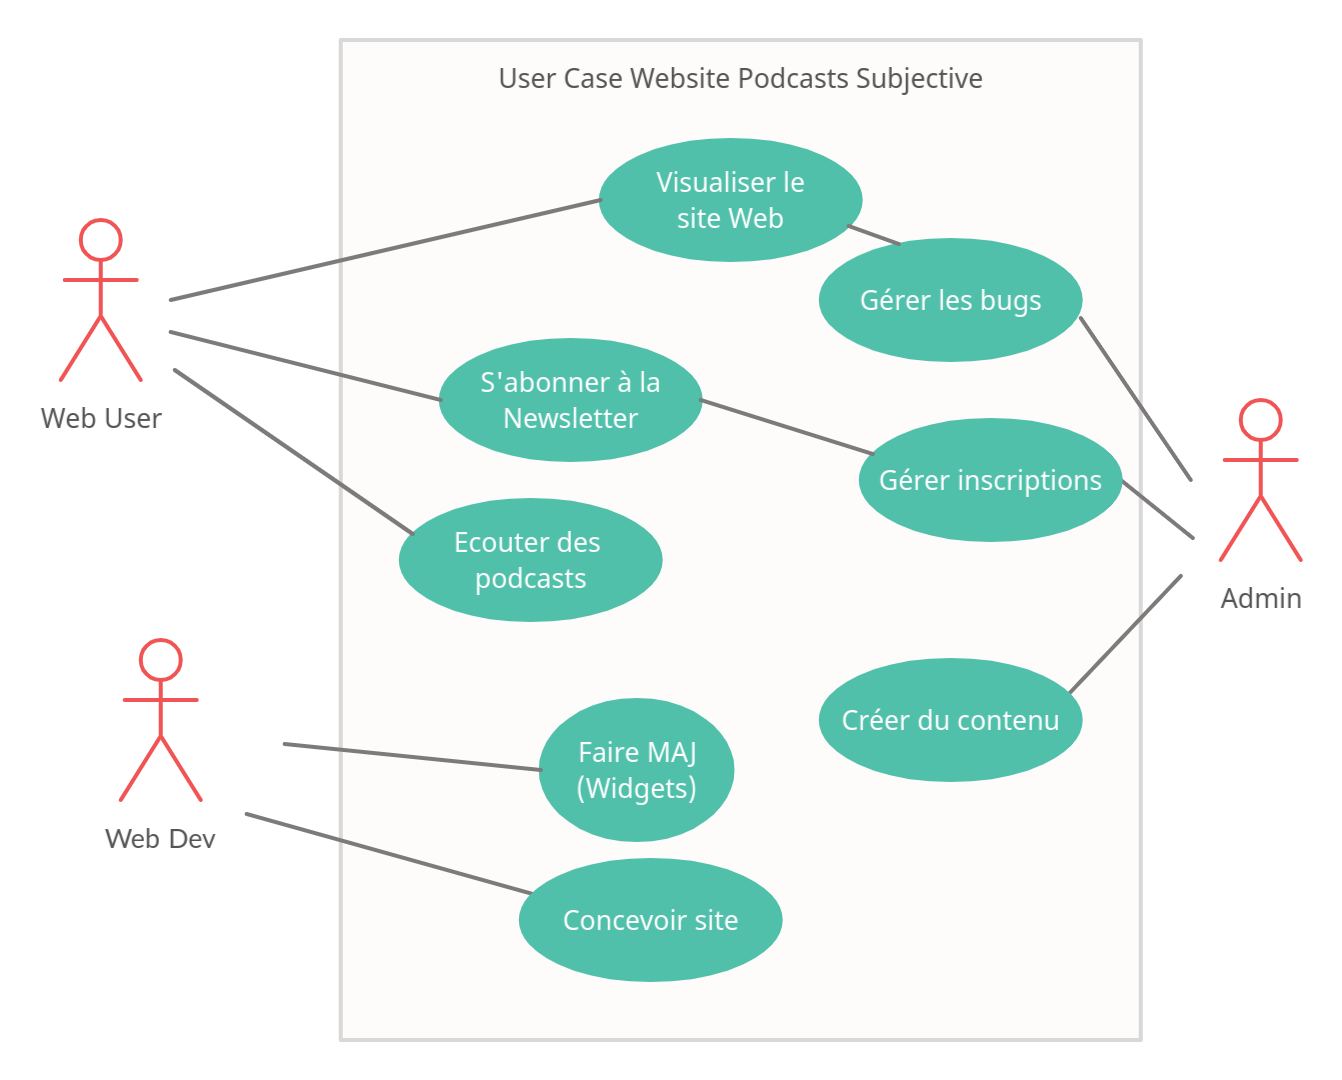 User Case Website Podcasts Subjective
Visualiser le
site Web
Gérer les bugs
Web User
S'abonner à la
Newsletter
Gérer inscriptions
Admin
Ecouter des
podcasts
Web Dev
Faire MAJ
(Widgets)
Créer du contenu
Concevoir site